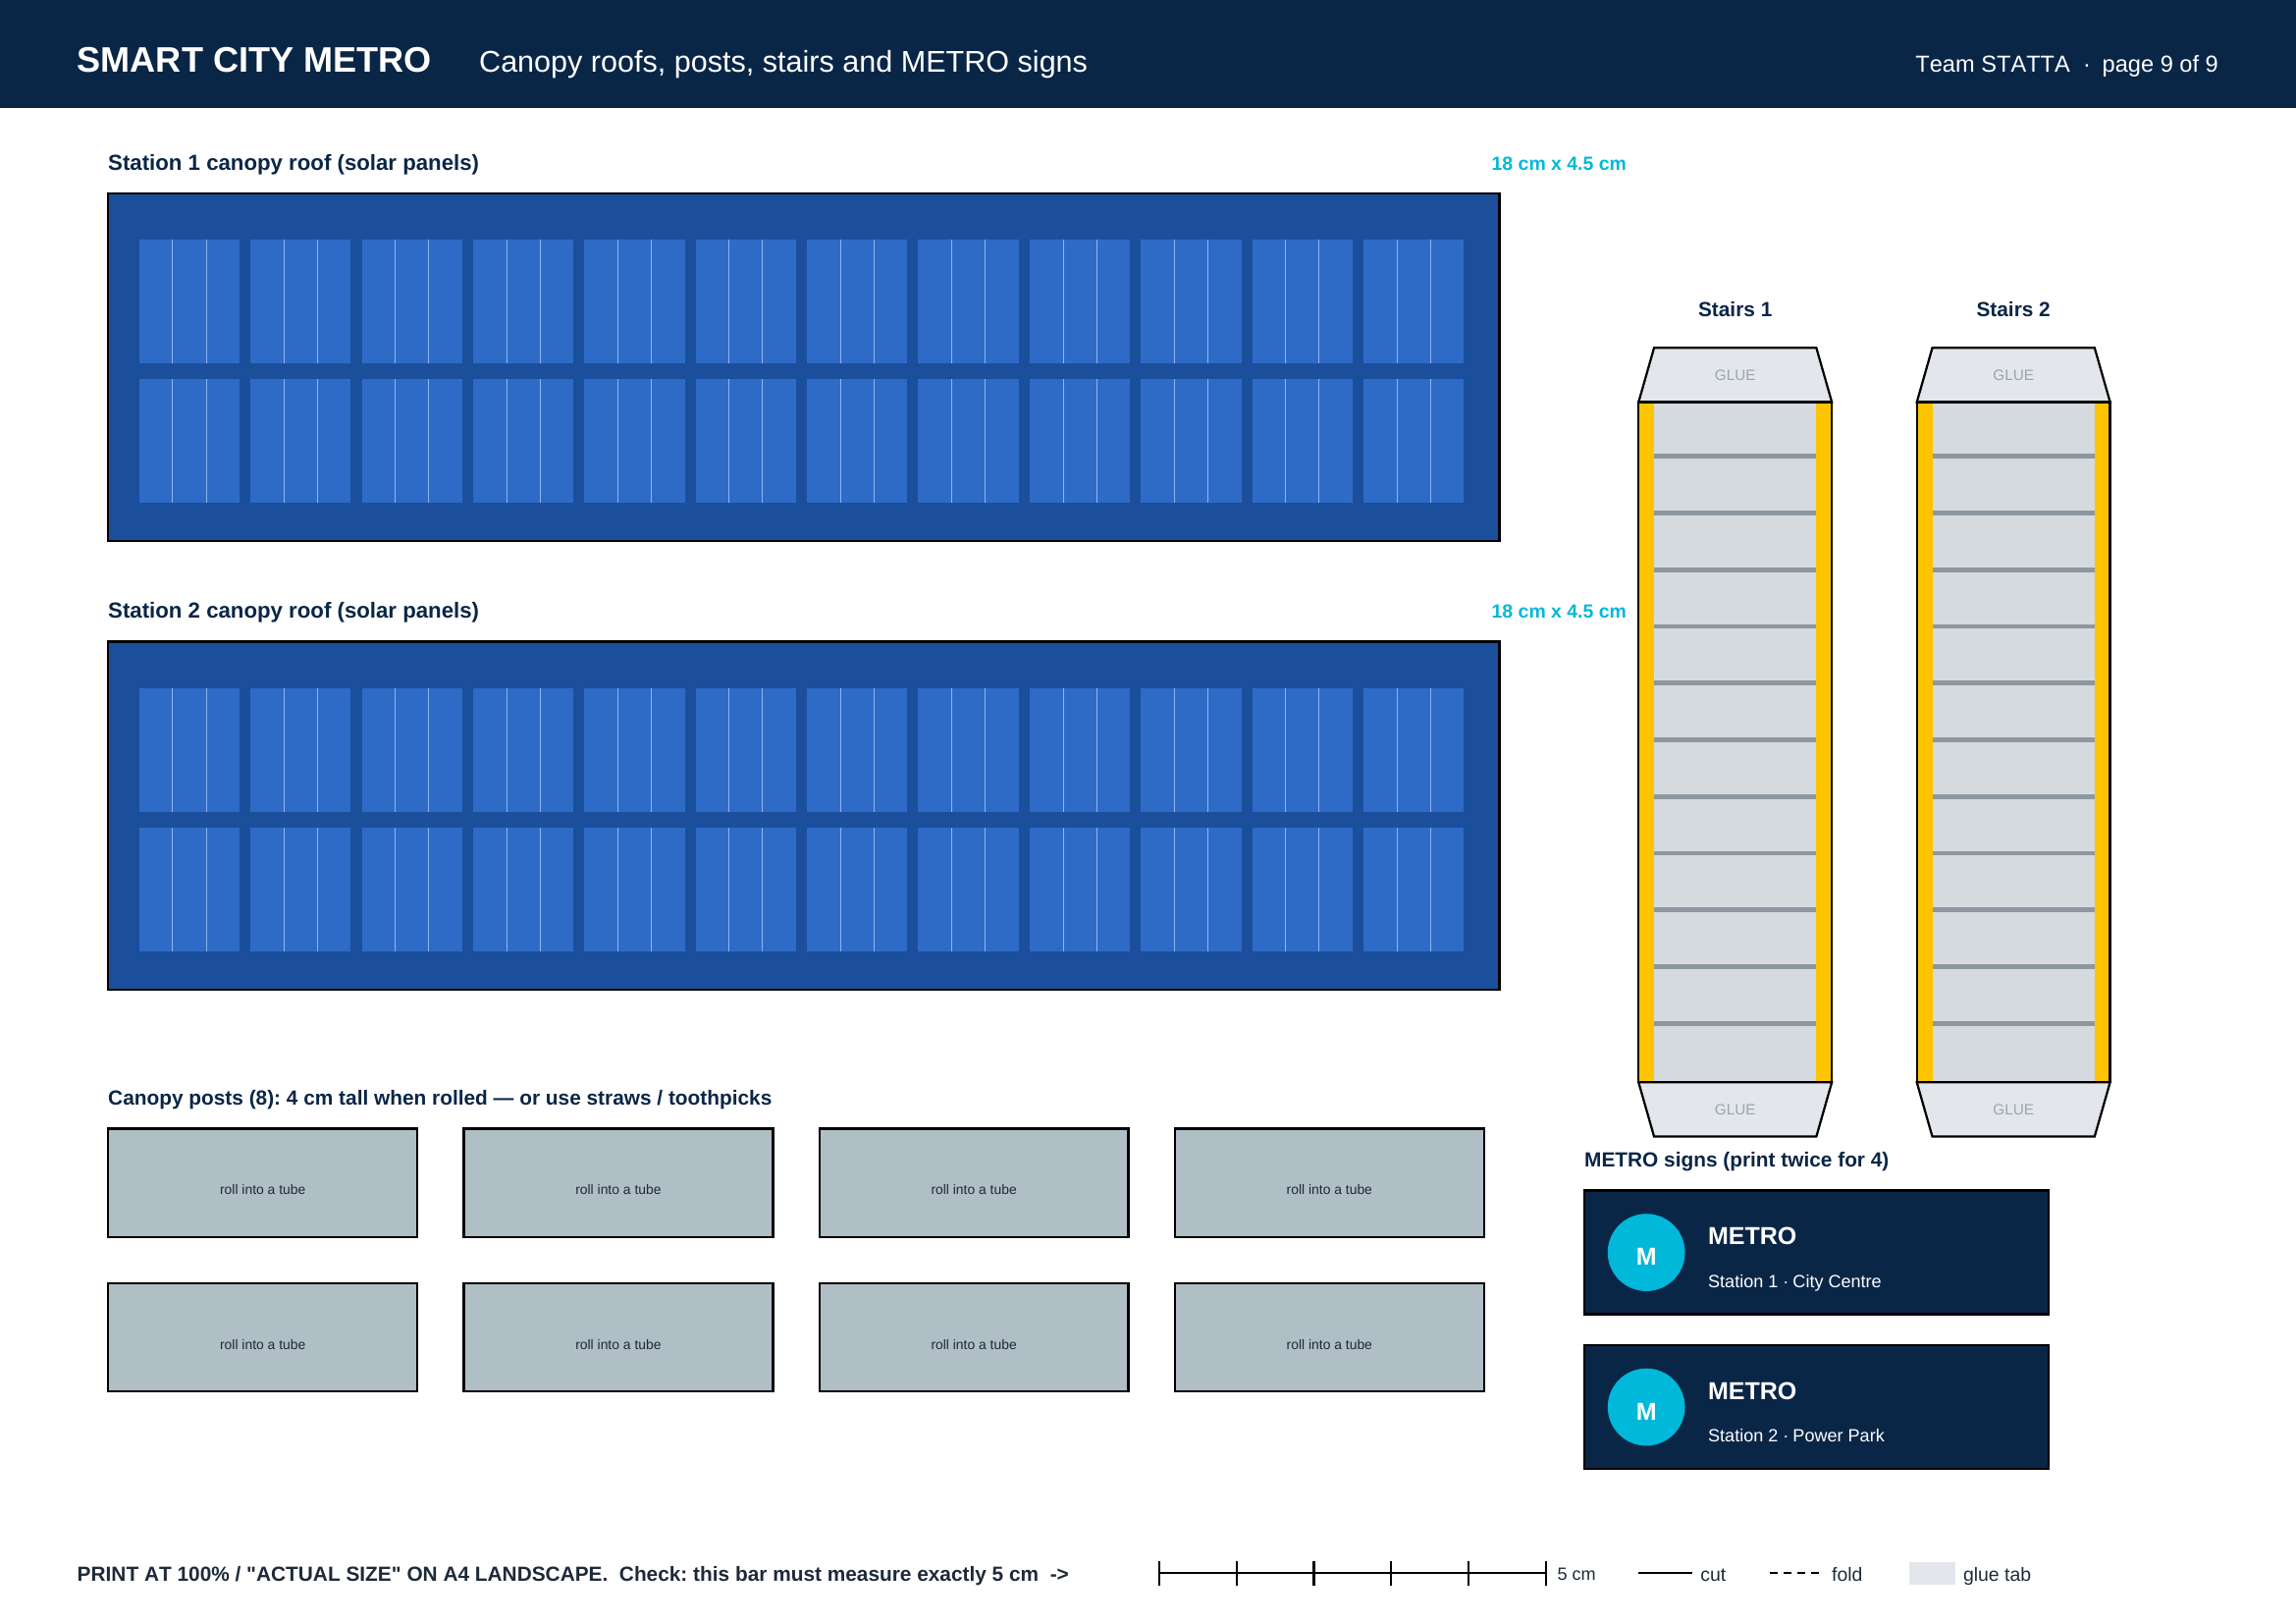 SMART CITY METRO Canopy roofs, posts, stairs and METRO signs Team STATTA · page 9 of 9
Station 1 canopy roof (solar panels) 18 cm x 4.5 cm
Stairs 1 Stairs 2
GLUE GLUE
Station 2 canopy roof (solar panels) 18 cm x 4.5 cm
Canopy posts (8): 4 cm tall when rolled — or use straws / toothpicks
roll into a tube roll into a tube roll into a tube roll into a tube
roll into a tube roll into a tube roll into a tube roll into a tube
GLUE GLUE
METRO signs (print twice for 4)
M METRO
Station 1 · City Centre
M METRO
Station 2 · Power Park
PRINT AT 100% / "ACTUAL SIZE" ON A4 LANDSCAPE. Check: this bar must measure exactly 5 cm -> 5 cm cut fold glue tab